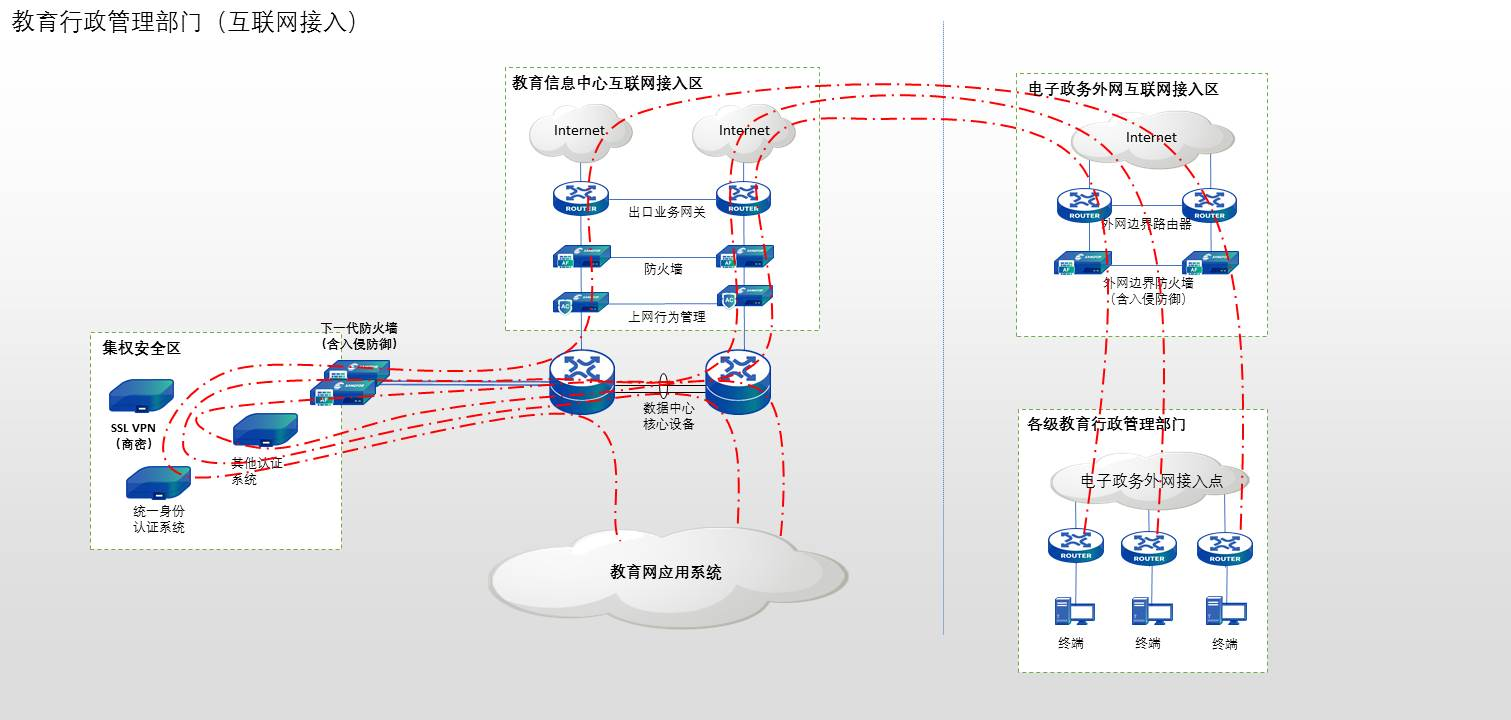 教育行政管理部门（互联网接入）
教育信息中心互联网接入区
Internet
Internet
ROUTER
ROUTER
出口业务网关
AF
AF
防火墙
AC
AC
上网行为管理
电子政务外网互联网接入区
Internet
ROUTER
ROUTER
外网边界路由器
AF
AF
外网边界防火墙
（含入侵防御）
下一代防火墙
(含入侵防御)
集权安全区
AF
SSL VPN
（商密）
其他认证
系统
统一身份
认证系统
数据中心
核心设备
教育网应用系统
各级教育行政管理部门
电子政务外网接入点
ROUTER
ROUTER
ROUTER
终端
终端
终端